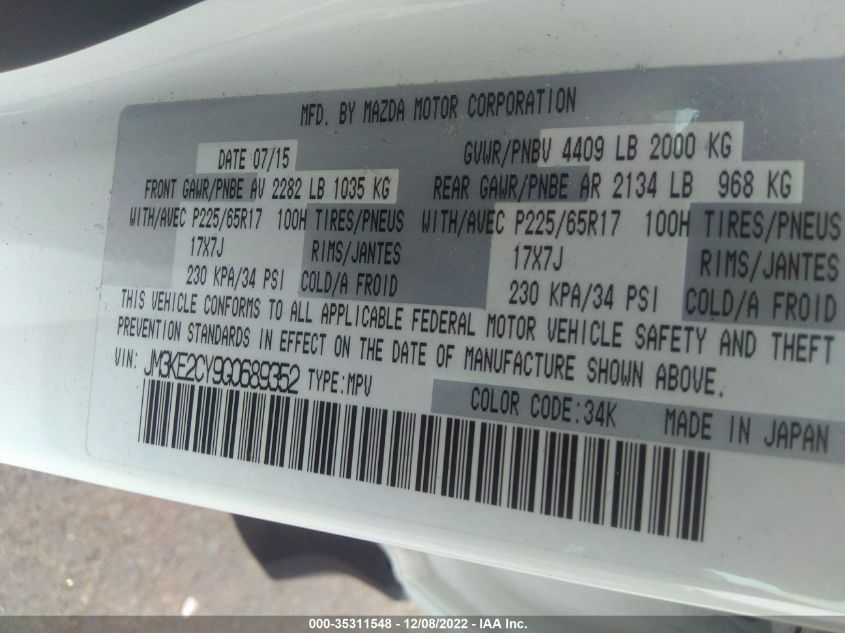 MFD. BY MAZDA MOTOR CORPORATION
DATE 07/15 GVWR/PNBV 4409 LB 2000 KG
FRONT GAWR/PNBE AV 2282 LB 1035 KG REAR GAWR/PNBE AR 2134 LB 968 KG
WITH/AVEC P225/65R17 100H TIRES/PNEUS WITH/AVEC P225/65R17 100H TIRES/PNEUS
17X7J RIMS/JANTES 17X7J RIMS/JANTES
230 KPA/34 PSI COLD/A FROID 230 KPA/34 PSI COLD/A FROID
THIS VEHICLE CONFORMS TO ALL APPLICABLE FEDERAL MOTOR VEHICLE SAFETY AND THEFT
PREVENTION STANDARDS IN EFFECT ON THE DATE OF MANUFACTURE SHOWN ABOVE.
VIN: JM3KE2CY9G0689352 TYPE:MPV
COLOR CODE:34K MADE IN JAPAN
000-35311548 - 12/08/2022 - IAA Inc.